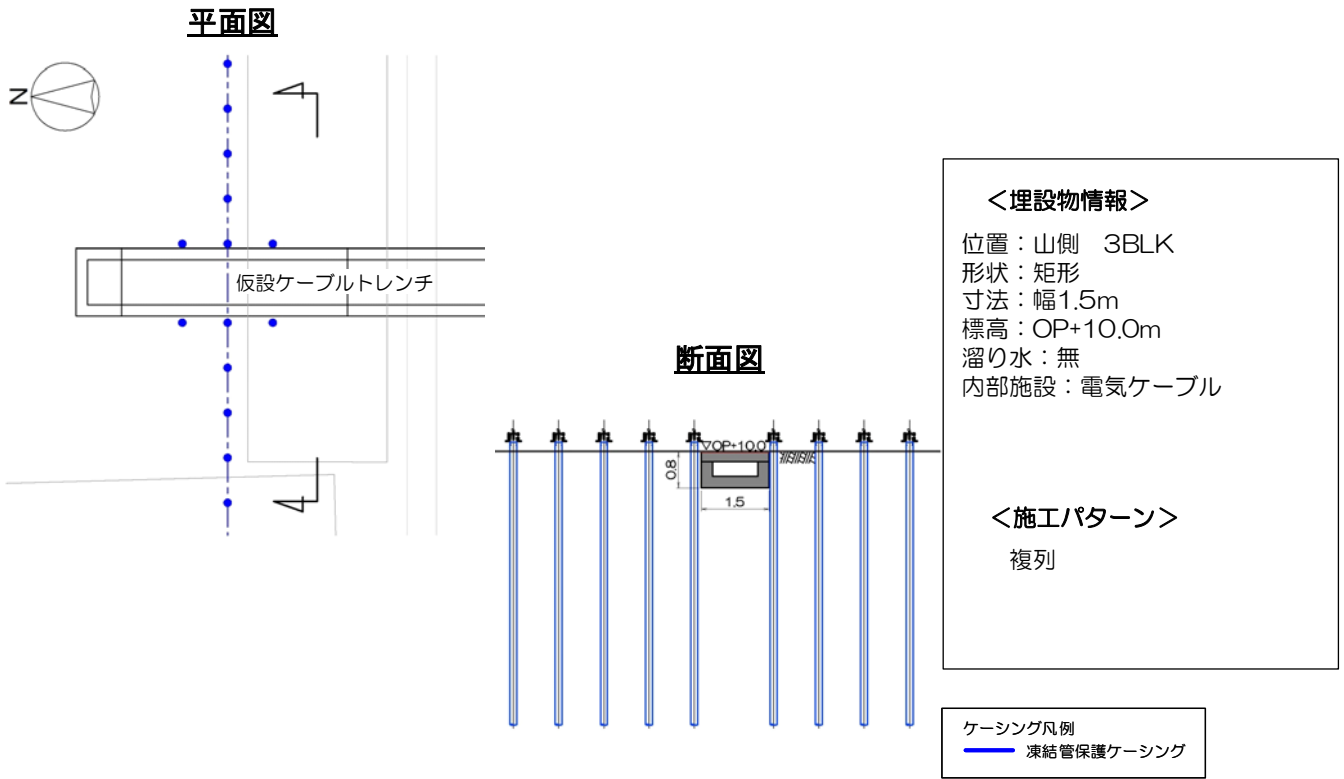 平面図
N
仮設ケーブルトレンチ
断面図
▽OP+10.0
0.8
1.5
＜埋設物情報＞
位置：山側　3BLK
形状：矩形
寸法：幅1.5m
標高：OP+10.0m
溜り水：無
内部施設：電気ケーブル
＜施工パターン＞
複列
ケーシング凡例
凍結管保護ケーシング